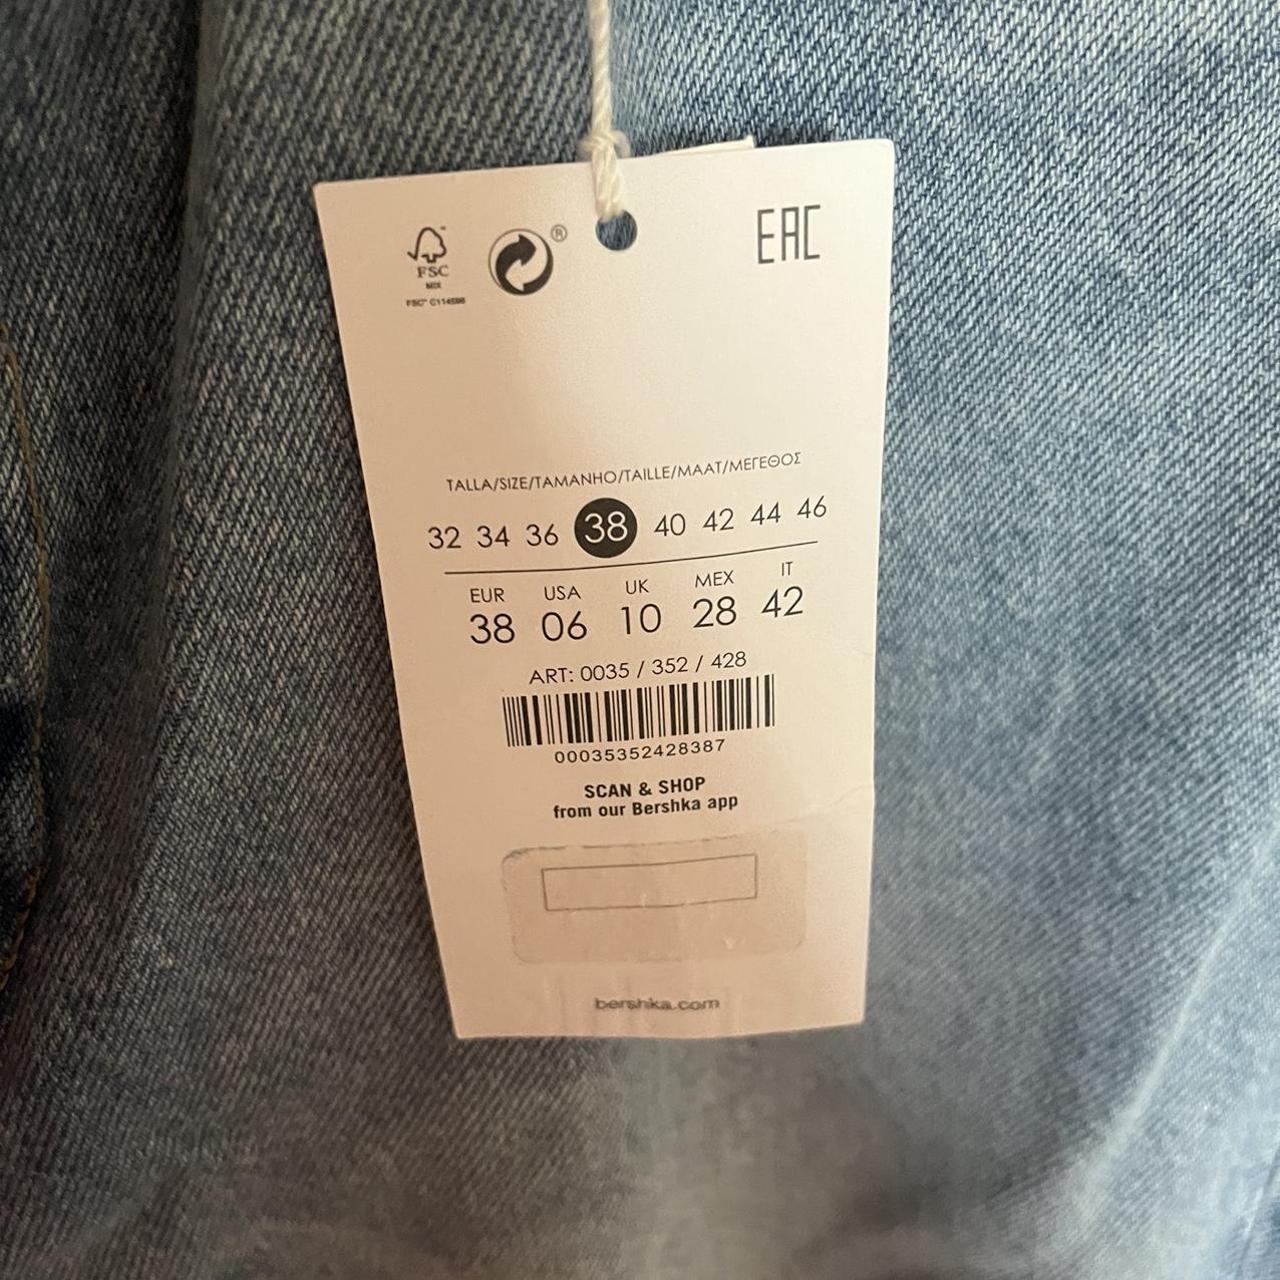 FSC
MIX
FSC™ C114598
®
EAC
TALLA/SIZE/TAMANHO/TAILLE/MAAT/ΜΕΓΕΘΟΣ
32 34 36 38 40 42 44 46
EUR USA UK MEX IT
38 06 10 28 42
ART: 0035 / 352 / 428
00035352428387
SCAN & SHOP
from our Bershka app
bershka.com